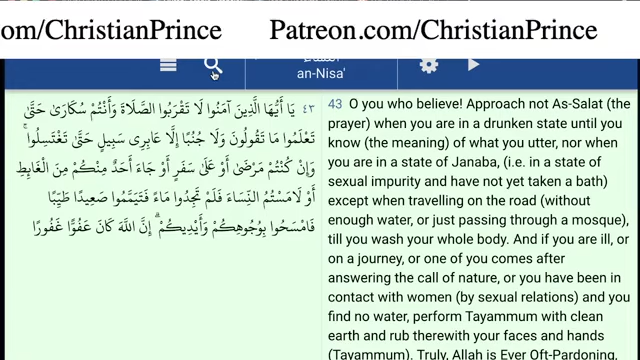 om/ChristianPrince Patreon.com/ChristianPrince
an-Nisa'
٤٣ يَا أَيُّهَا الَّذِينَ آمَنُوا لَا تَقْرَبُوا الصَّلَاةَ وَأَنْتُمْ سُكَارَىٰ حَتَّىٰ
تَعْلَمُوا مَا تَقُولُونَ وَلَا جُنُبًا إِلَّا عَابِرِي سَبِيلٍ حَتَّىٰ تَغْتَسِلُوا ۚ
وَإِنْ كُنْتُمْ مَرْضَىٰ أَوْ عَلَىٰ سَفَرٍ أَوْ جَاءَ أَحَدٌ مِنْكُمْ مِنَ الْغَائِطِ
أَوْ لَامَسْتُمُ النِّسَاءَ فَلَمْ تَجِدُوا مَاءً فَتَيَمَّمُوا صَعِيدًا طَيِّبًا
فَامْسَحُوا بِوُجُوهِكُمْ وَأَيْدِيكُمْ ۗ إِنَّ اللَّهَ كَانَ عَفُوًّا غَفُورًا
43 O you who believe! Approach not As-Salat (the
prayer) when you are in a drunken state until you
know (the meaning) of what you utter, nor when
you are in a state of Janaba, (i.e. in a state of
sexual impurity and have not yet taken a bath)
except when travelling on the road (without
enough water, or just passing through a mosque),
till you wash your whole body. And if you are ill, or
on a journey, or one of you comes after
answering the call of nature, or you have been in
contact with women (by sexual relations) and you
find no water, perform Tayammum with clean
earth and rub therewith your faces and hands
(Tayammum). Truly, Allah is Ever Oft-Pardoning,